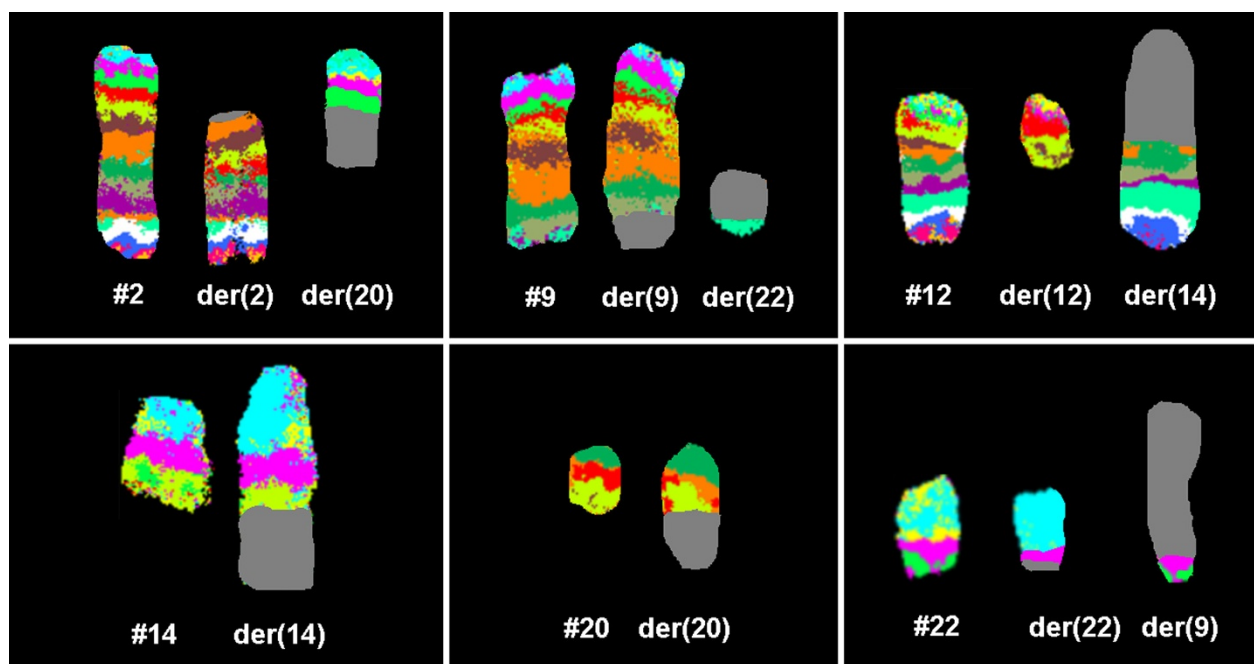 #2 der(2) der(20)
#9 der(9) der(22)
#12 der(12) der(14)
#14 der(14)
#20 der(20)
#22 der(22) der(9)